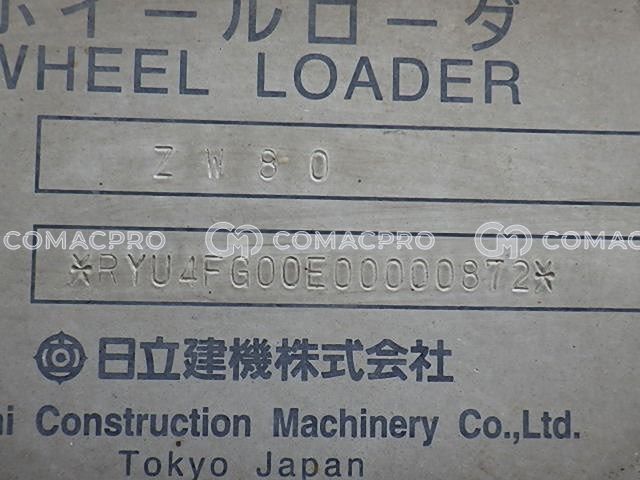 ホイールローダ
WHEEL LOADER
ZW80
COMACPRO COMACPRO COMACPRO
*RYU4FG00E00000872*
日立建機株式会社
hi Construction Machinery Co.,Ltd.
Tokyo Japan